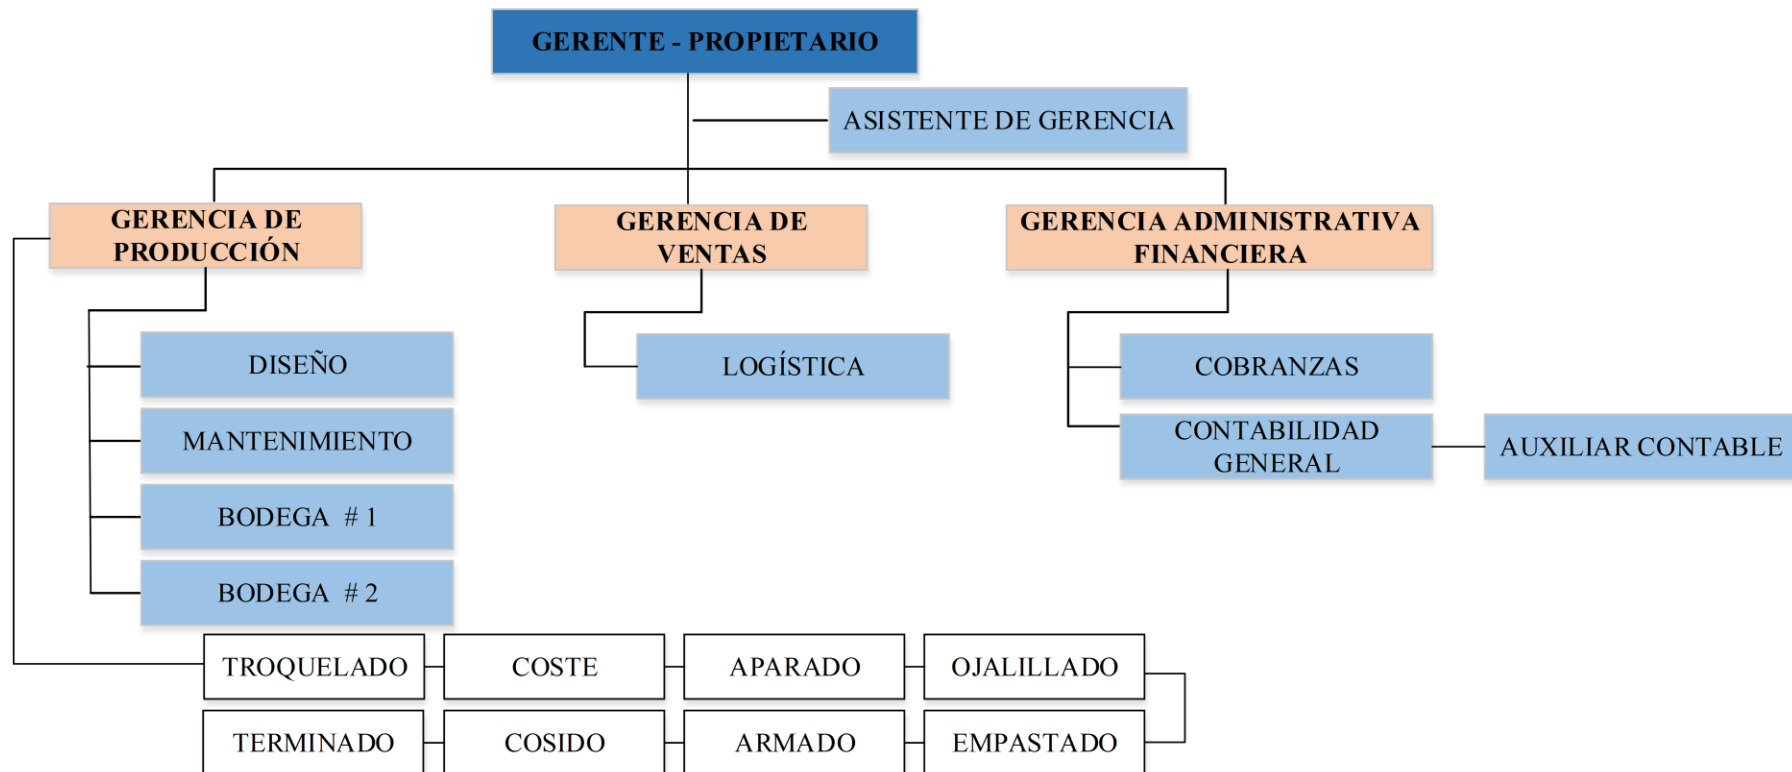 GERENTE - PROPIETARIO
ASISTENTE DE GERENCIA
GERENCIA DE
PRODUCCIÓN
GERENCIA DE
VENTAS
GERENCIA ADMINISTRATIVA
FINANCIERA
DISEÑO
MANTENIMIENTO
BODEGA # 1
BODEGA # 2
LOGÍSTICA
COBRANZAS
CONTABILIDAD
GENERAL
AUXILIAR CONTABLE
TROQUELADO
COSTE
APARADO
OJALILLADO
TERMINADO
COSIDO
ARMADO
EMPASTADO